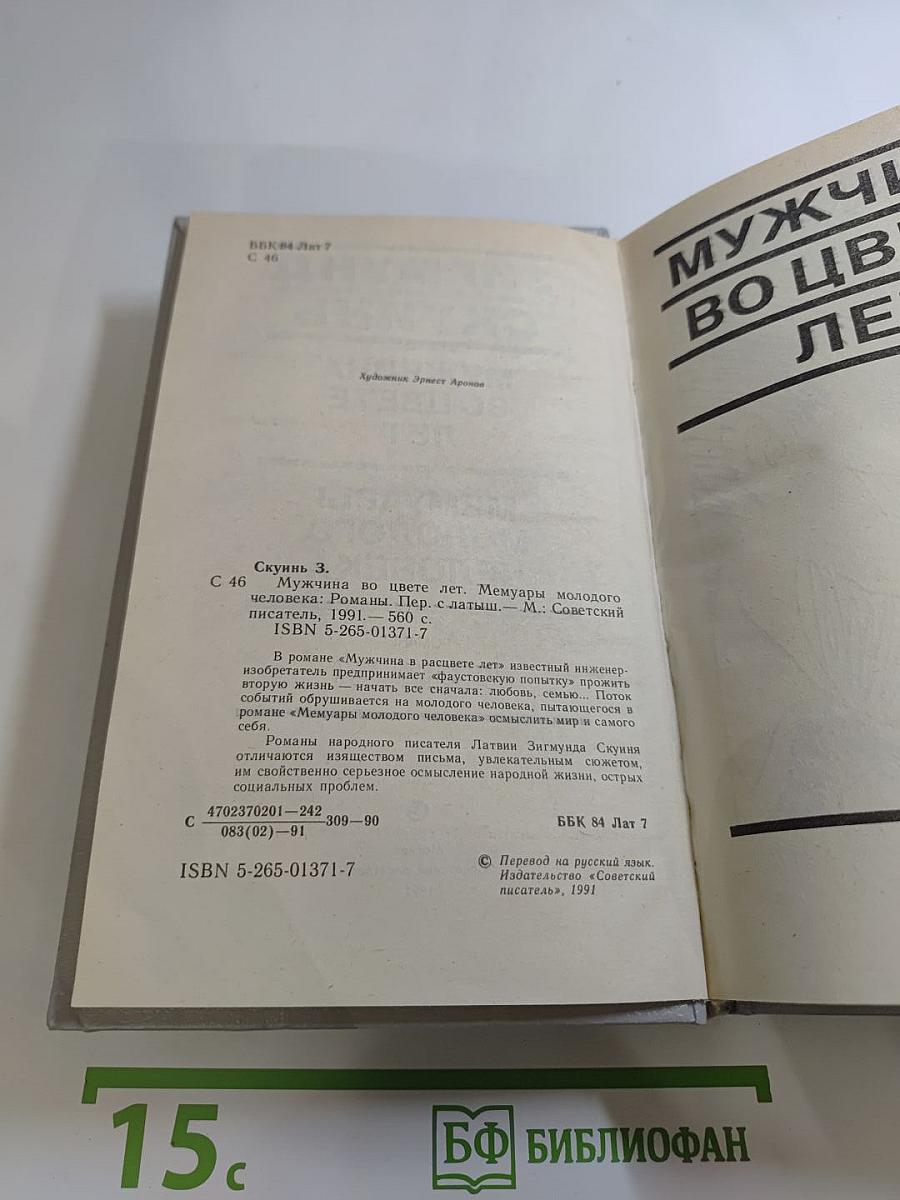 ББК 84 Лат 7
С 46
Художник Эрнест Аронов
Скуинь З.
С 46 Мужчина во цвете лет. Мемуары молодого
человека: Романы. Пер. с латыш.— М.: Советский
писатель, 1991.— 560 с.
ISBN 5-265-01371-7
В романе «Мужчина в расцвете лет» известный инженер-
изобретатель предпринимает «фаустовскую попытку» прожить
вторую жизнь — начать все сначала: любовь, семью... Поток
событий обрушивается на молодого человека, пытающегося в
романе «Мемуары молодого человека» осмыслить мир и самого
себя.
Романы народного писателя Латвии Зигмунда Скуиня
отличаются изяществом письма, увлекательным сюжетом,
им свойственно серьезное осмысление народной жизни, острых
социальных проблем.
С 4702370201—242
083(02)—91
309—90
ББК 84 Лат 7
ISBN 5-265-01371-7
© Перевод на русский язык.
Издательство «Советский
писатель», 1991
МУЖЧИ
ВО ЦВЕ
ЛЕ
15 с
БФ БИБЛИОФАН